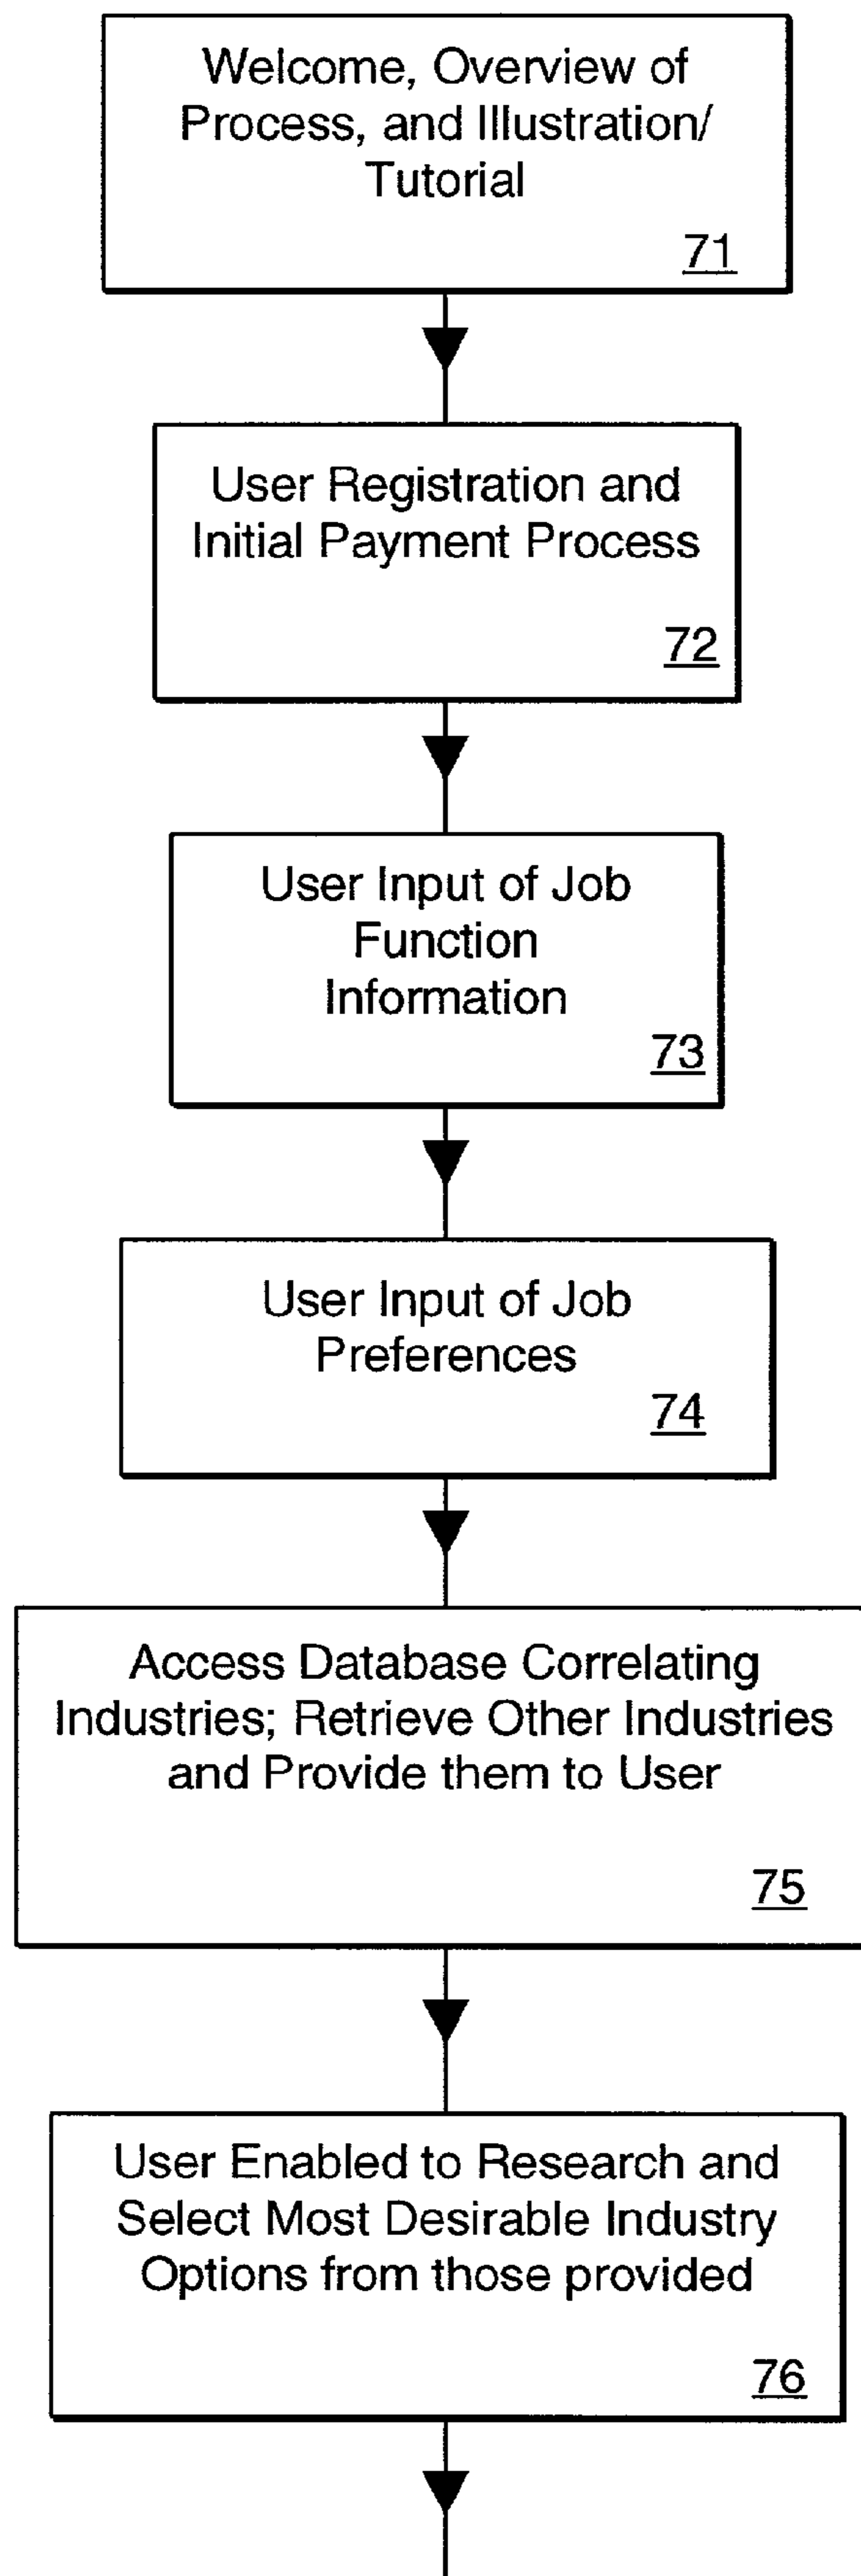 Welcome, Overview of
Process, and Illustration/
Tutorial
71
User Registration and
Initial Payment Process
72
User Input of Job
Function
Information
73
User Input of Job
Preferences
74
Access Database Correlating
Industries; Retrieve Other Industries
and Provide them to User
75
User Enabled to Research and
Select Most Desirable Industry
Options from those provided
76